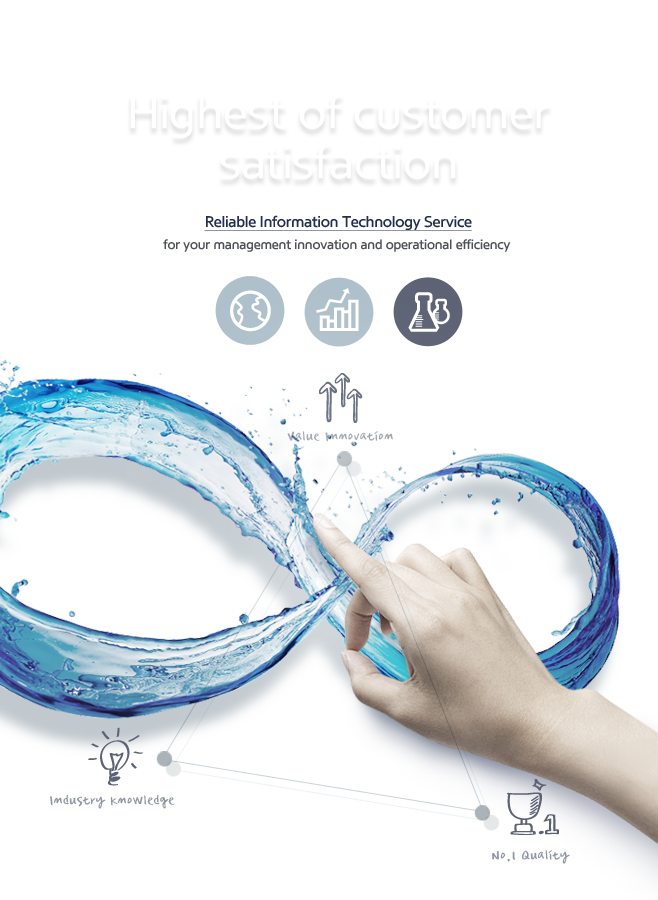 Highest of customer
satisfaction
Reliable Information Technology Service
for your management innovation and operational efficiency
Value Innovation
Industry Knowledge
.1
No.1 Quality